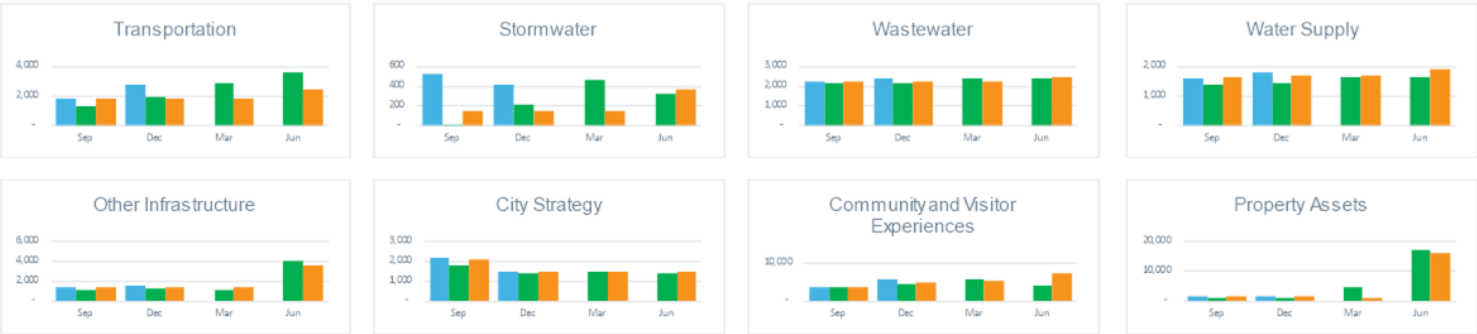 Transportation
4,000
2,000
-
Sep Dec Mar Jun
Stormwater
600
400
200
-
Sep Dec Mar Jun
Wastewater
3,000
2,000
1,000
-
Sep Dec Mar Jun
Water Supply
2,000
1,000
-
Sep Dec Mar Jun
Other Infrastructure
6,000
4,000
2,000
-
Sep Dec Mar Jun
City Strategy
3,000
2,000
1,000
-
Sep Dec Mar Jun
Community and Visitor
Experiences
10,000
-
Sep Dec Mar Jun
Property Assets
20,000
10,000
-
Sep Dec Mar Jun